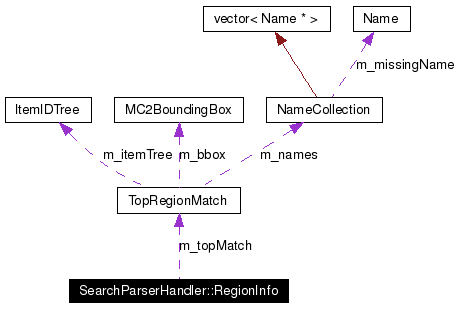 vector< Name * >
Name
m_missingName
ItemIDTree
MC2BoundingBox
NameCollection
m_itemTree
m_bbox
m_names
TopRegionMatch
m_topMatch
SearchParserHandler::RegionInfo